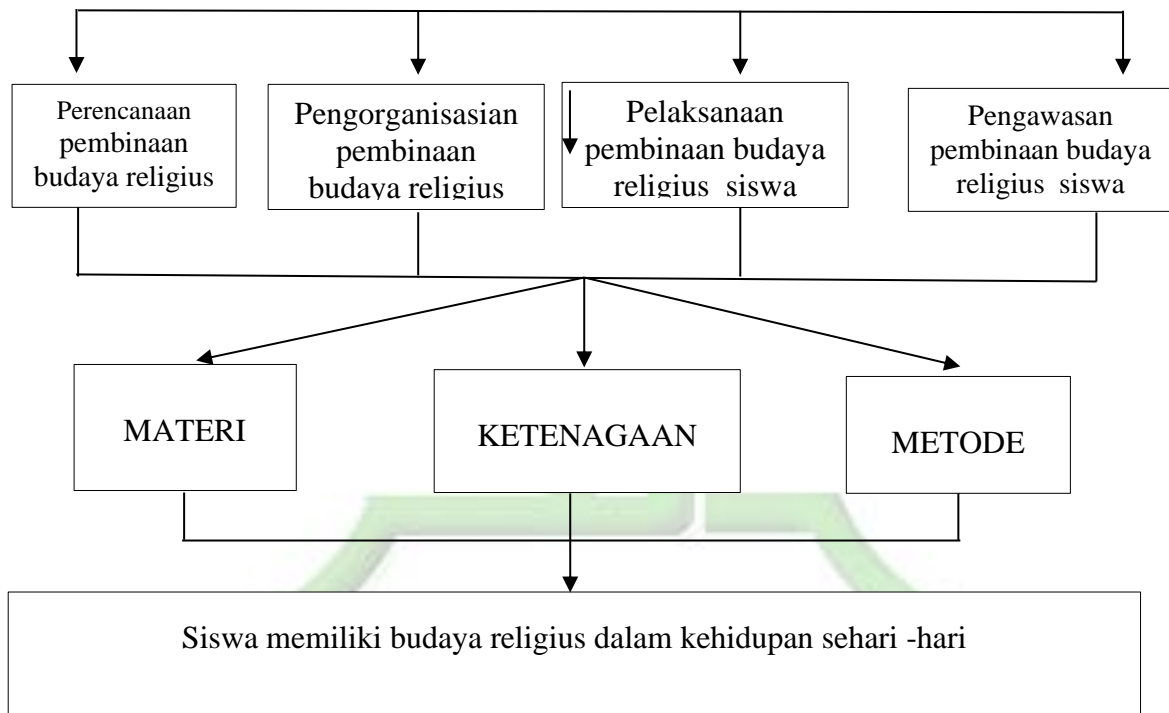 Perencanaan
pembinaan
budaya religius
Pengorganisasian
pembinaan
budaya religius
Pelaksanaan
pembinaan budaya
religius siswa
Pengawasan
pembinaan budaya
religius siswa
MATERI
KETENAGAAN
METODE
Siswa memiliki budaya religius dalam kehidupan sehari -hari